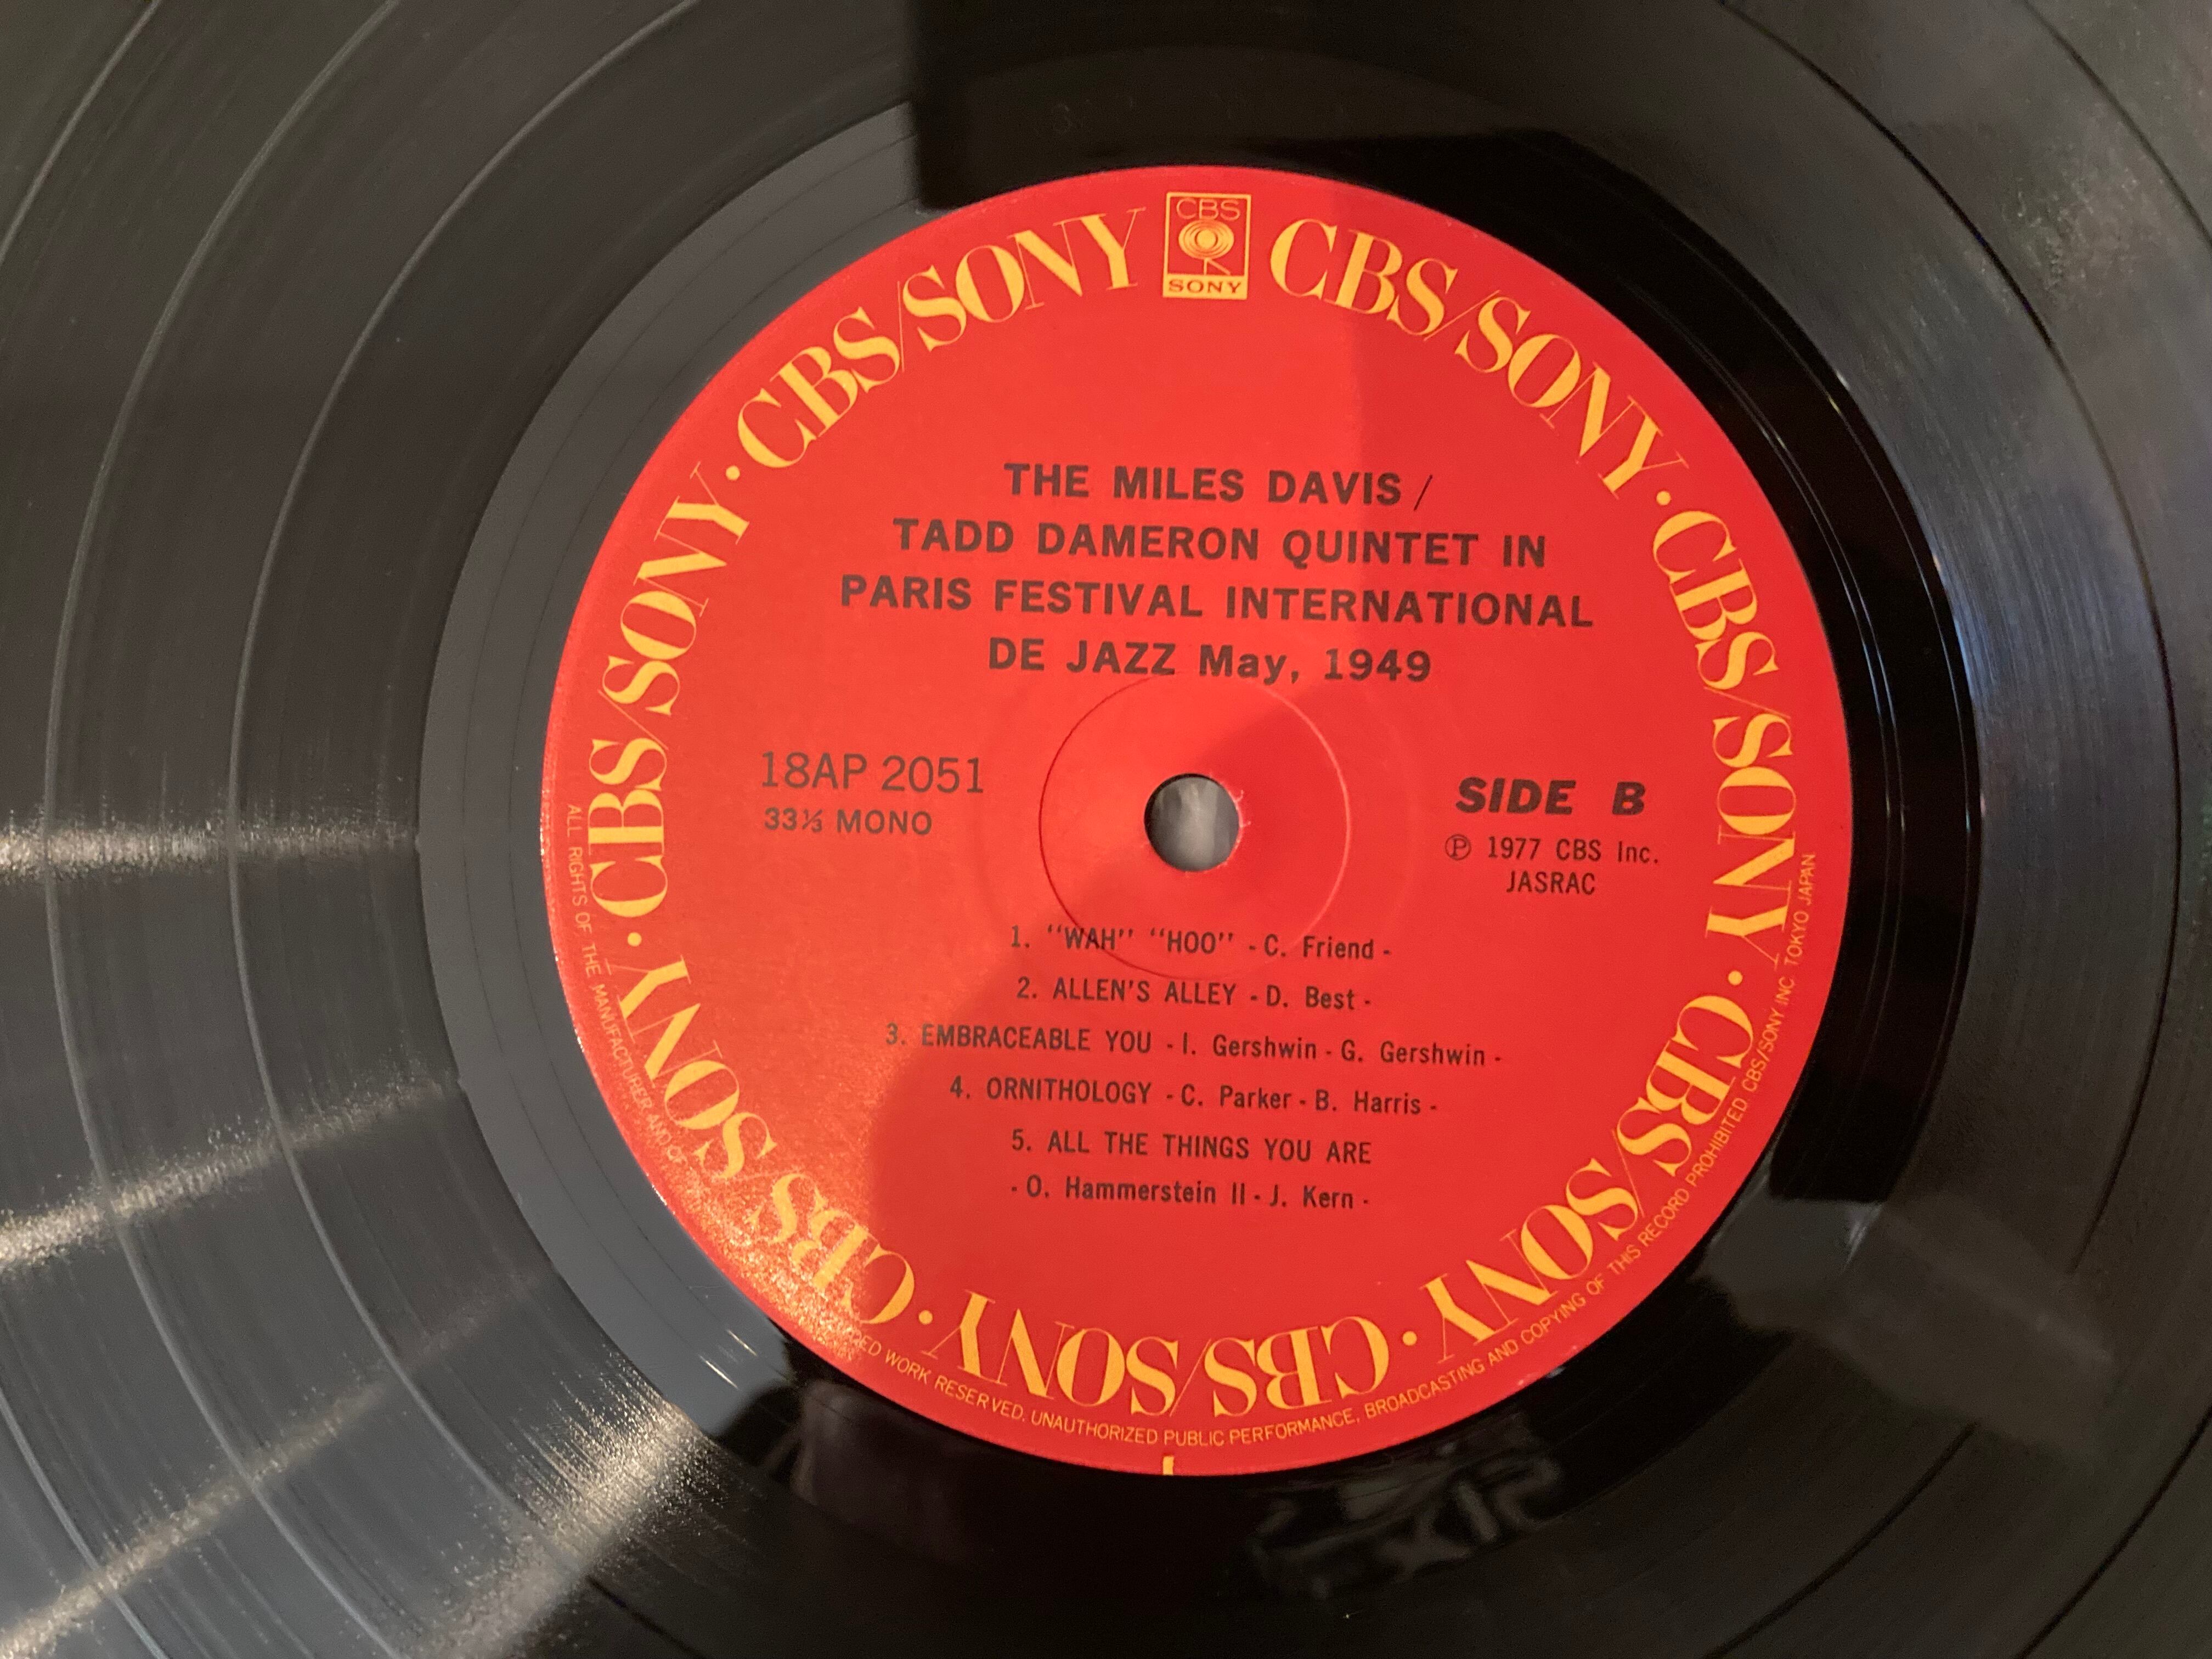 CBS
SONY
CBS/SONY · CBS/SONY · CBS/SONY · CBS/SONY · CBS/SONY · CBS/SONY · CBS/SONY · CBS/SONY
THE MILES DAVIS /
TADD DAMERON QUINTET IN
PARIS FESTIVAL INTERNATIONAL
DE JAZZ May, 1949
18AP 2051
33⅓ MONO
SIDE B
℗ 1977 CBS Inc.
JASRAC
1. “WAH” “HOO” - C. Friend -
2. ALLEN'S ALLEY - D. Best -
3. EMBRACEABLE YOU - I. Gershwin - G. Gershwin -
4. ORNITHOLOGY - C. Parker - B. Harris -
5. ALL THE THINGS YOU ARE
- O. Hammerstein II - J. Kern -
ALL RIGHTS OF THE MANUFACTURER AND OF WORK RESERVED. UNAUTHORIZED PUBLIC PERFORMANCE, BROADCASTING AND COPYING OF THIS RECORD PROHIBITED CBS/SONY INC. TOKYO JAPAN